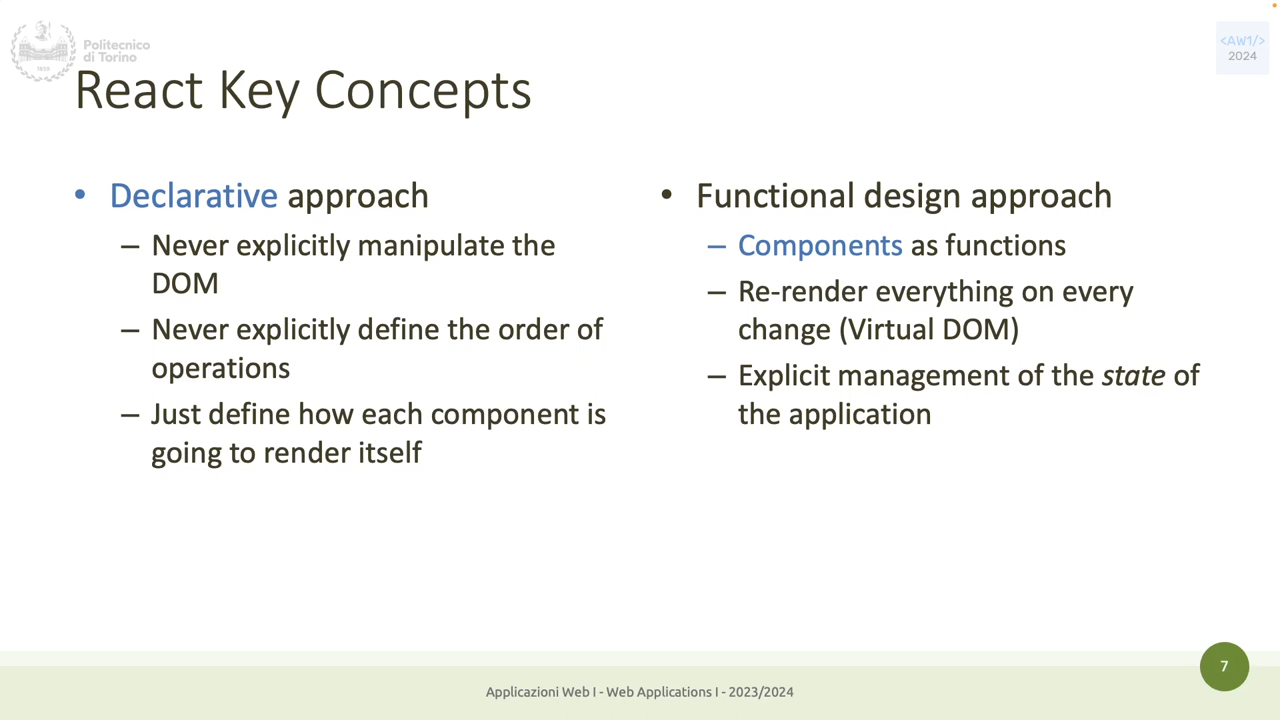 Politecnico
di Torino
1859
<AW1/>
2024
React Key Concepts
• Declarative approach
– Never explicitly manipulate the
DOM
– Never explicitly define the order of
operations
– Just define how each component is
going to render itself
• Functional design approach
– Components as functions
– Re-render everything on every
change (Virtual DOM)
– Explicit management of the state of
the application
Applicazioni Web I - Web Applications I - 2023/2024
7